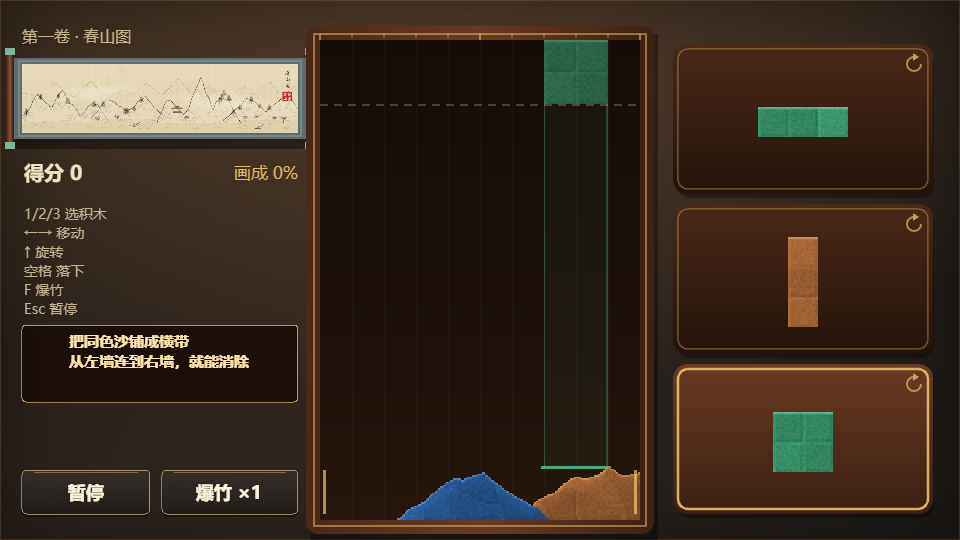 第一卷 · 春山图
得分 0
画成 0%
1/2/3 选积木
←→ 移动
↑ 旋转
空格 落下
F 爆竹
Esc 暂停
把同色沙铺成横带
从左墙连到右墙，就能消除
暂停
爆竹 ×1